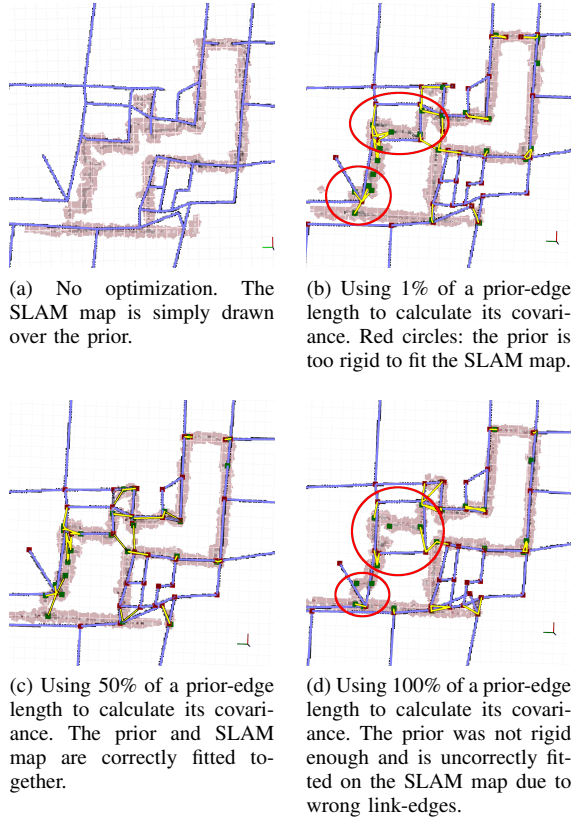 (a) No optimization. The
SLAM map is simply drawn
over the prior.
(b) Using 1% of a prior-edge
length to calculate its covari-
ance. Red circles: the prior is
too rigid to fit the SLAM map.
(c) Using 50% of a prior-edge
length to calculate its covari-
ance. The prior and SLAM
map are correctly fitted to-
gether.
(d) Using 100% of a prior-edge
length to calculate its covari-
ance. The prior was not rigid
enough and is uncorrectly fit-
ted on the SLAM map due to
wrong link-edges.